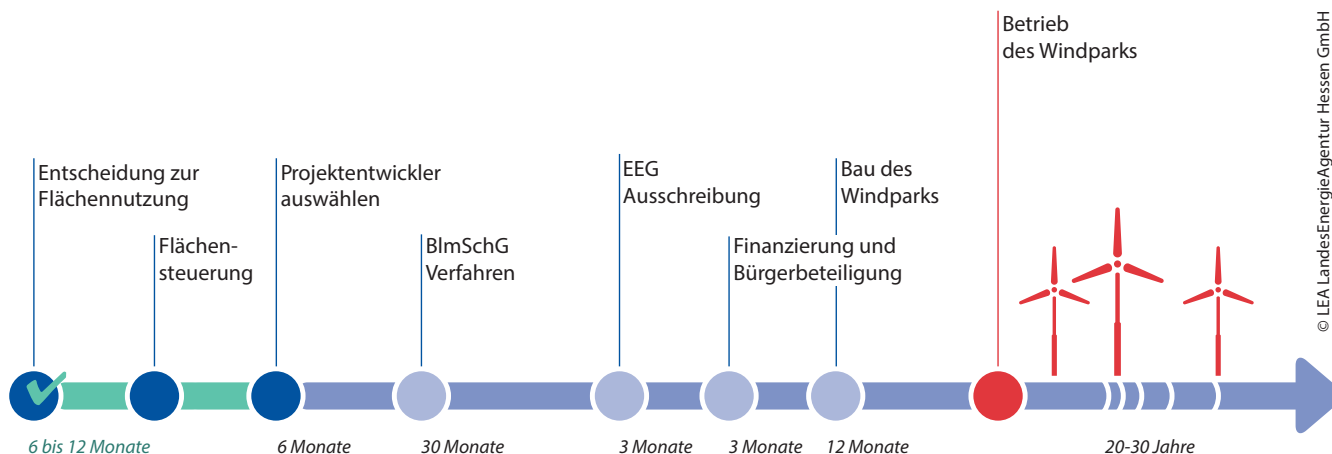 Betrieb
des Windparks
© LEA LandesEnergieAgentur Hessen GmbH
Entscheidung zur
Flächennutzung
Projektentwickler
auswählen
EEG
Ausschreibung
Bau des
Windparks
Flächen-
steuerung
BlmSchG
Verfahren
Finanzierung und
Bürgerbeteiligung
6 bis 12 Monate
6 Monate
30 Monate
3 Monate
3 Monate
12 Monate
20-30 Jahre